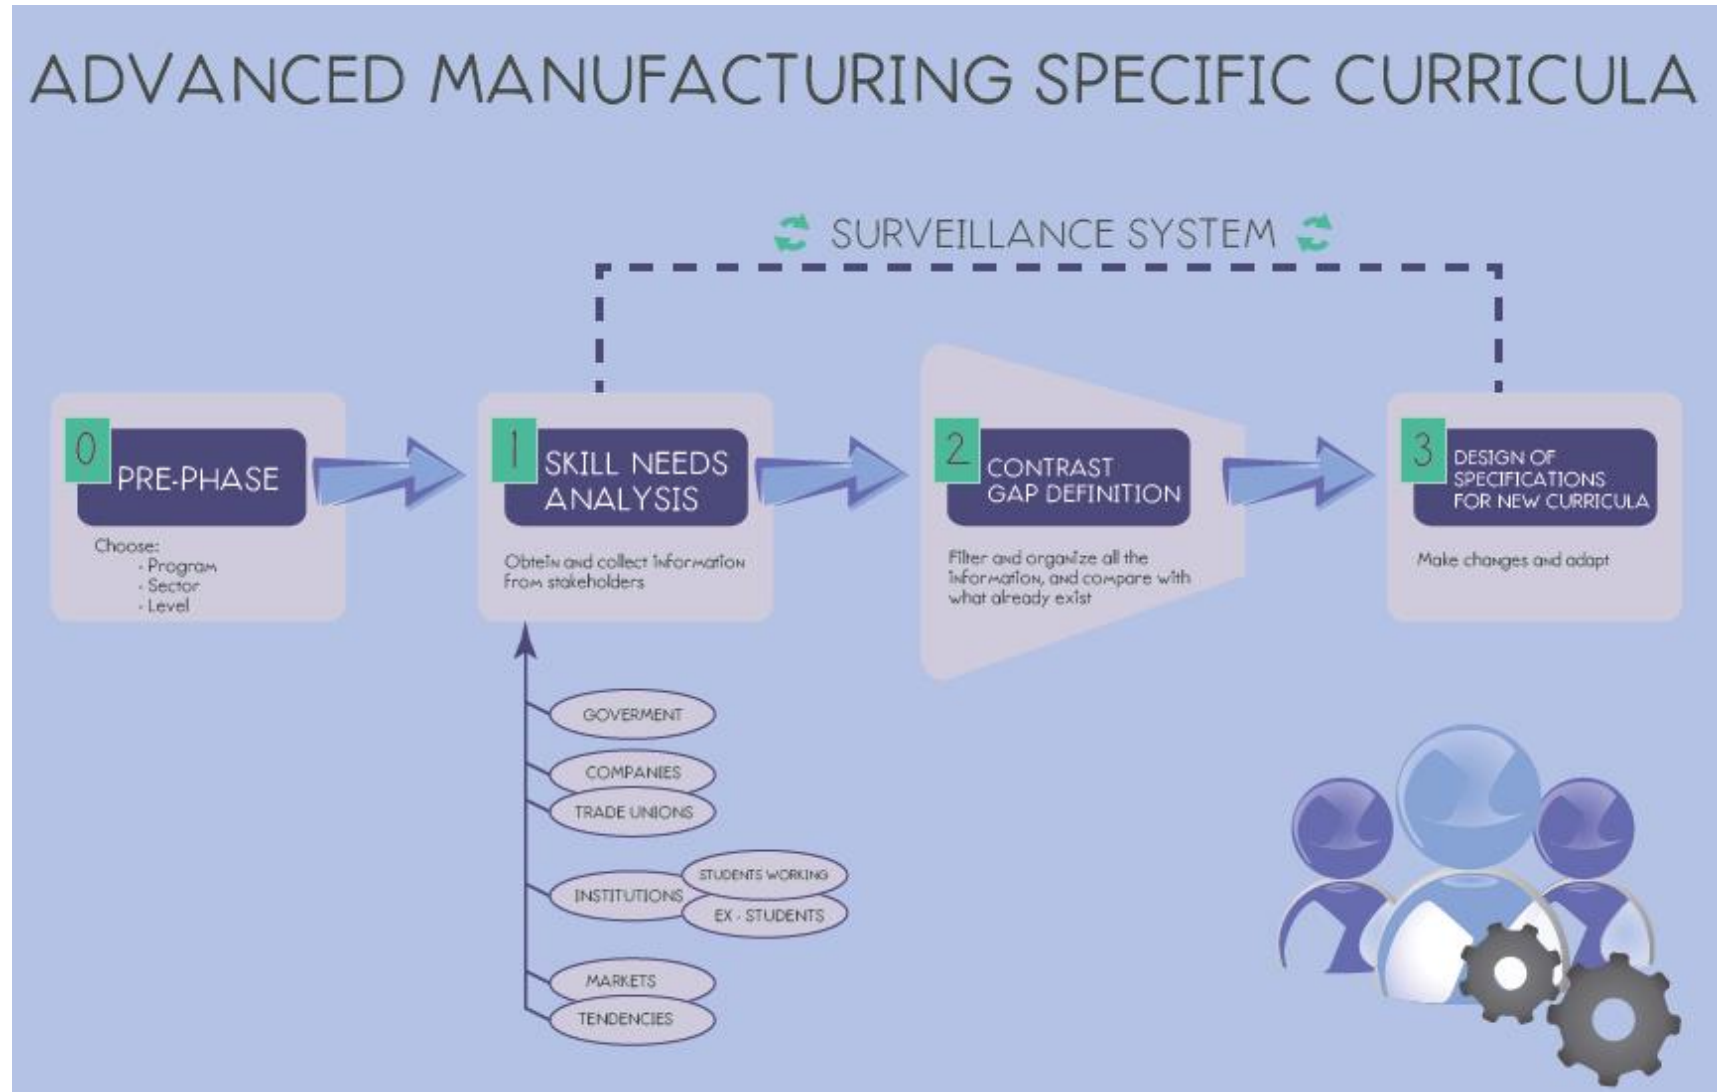 ADVANCED MANUFACTURING SPECIFIC CURRICULA
SURVEILLANCE SYSTEM
0
PRE-PHASE
Choose:
- Program
- Sector
- Level
1
SKILL NEEDS
ANALYSIS
Obtein and collect information
from stakeholders
2
CONTRAST
GAP DEFINITION
Filter and organize all the
information, and compare with
what already exist
3
DESIGN OF
SPECIFICATIONS
FOR NEW CURRICULA
Make changes and adapt
GOVERMENT
COMPANIES
TRADE UNIONS
INSTITUTIONS
STUDENTS WORKING
EX - STUDENTS
MARKETS
TENDENCIES